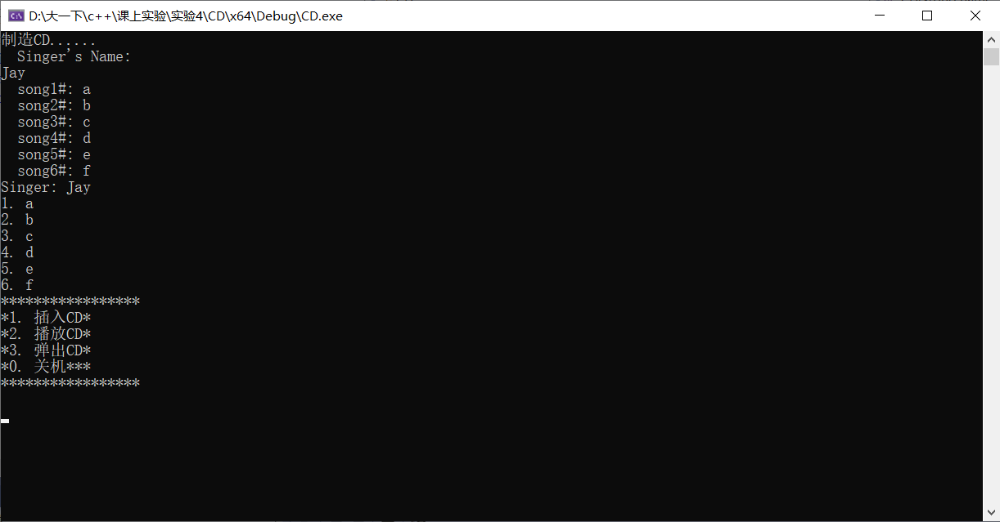 D:\大一下\c++\课上实验\实验4\CD\x64\Debug\CD.exe
制造CD......
  Singer's Name:
Jay
  song1#: a
  song2#: b
  song3#: c
  song4#: d
  song5#: e
  song6#: f
Singer: Jay
1. a
2. b
3. c
4. d
5. e
6. f
*****************
*1. 插入CD*
*2. 播放CD*
*3. 弹出CD*
*0. 关机***
*****************